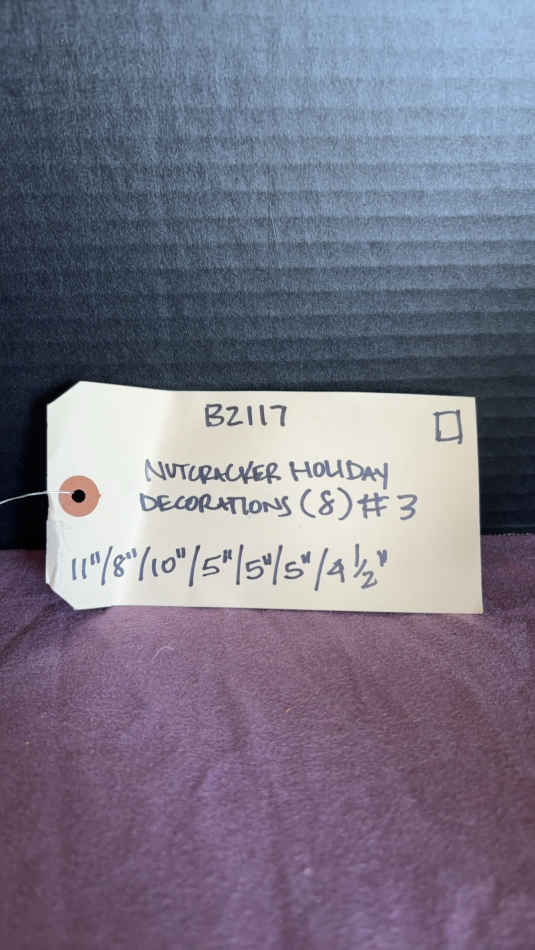 B2117
NUTCRACKER HOLIDAY
DECORATIONS (8) # 3
11"/8"/10"/5"/5"/5"/4 1/2"